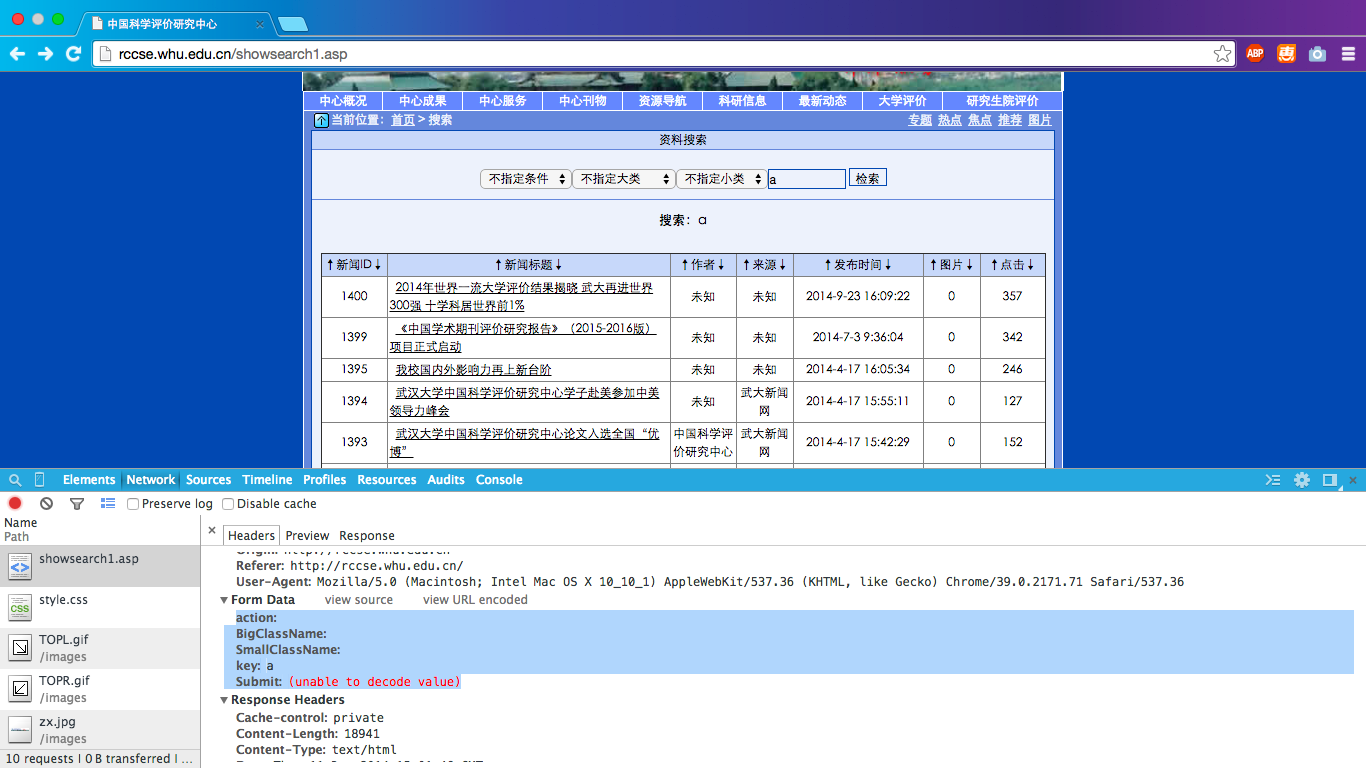 中国科学评价研究中心
rccse.whu.edu.cn/showsearch1.asp
ABP
惠
中心概况 中心成果 中心服务 中心刊物 资源导航 科研信息 最新动态 大学评价 研究生院评价
当前位置：首页 > 搜索 专题 热点 焦点 推荐 图片
资料搜索
不指定条件 不指定大类 不指定小类 a 检索
搜索：a
↑新闻ID↓ ↑新闻标题↓ ↑作者↓ ↑来源↓ ↑发布时间↓ ↑图片↓ ↑点击↓
1400 2014年世界一流大学评价结果揭晓 武大再进世界 未知 未知 2014-9-23 16:09:22 0 357
300强 十学科居世界前1%
1399 《中国学术期刊评价研究报告》（2015-2016版） 未知 未知 2014-7-3 9:36:04 0 342
项目正式启动
1395 我校国内外影响力再上新台阶 未知 未知 2014-4-17 16:05:34 0 246
1394 武汉大学中国科学评价研究中心学子赴美参加中美 未知 武大新闻 2014-4-17 15:55:11 0 127
领导力峰会 网
1393 武汉大学中国科学评价研究中心论文入选全国“优 中国科学评 武大新闻 2014-4-17 15:42:29 0 152
博” 价研究中心 网
Elements Network Sources Timeline Profiles Resources Audits Console
Preserve log Disable cache
Name
Path
Headers Preview Response
showsearch1.asp
style.css
TOPL.gif
/images
TOPR.gif
/images
zx.jpg
/images
10 requests | 0 B transferred | ...
Origin: http://rccse.whu.edu.cn
Referer: http://rccse.whu.edu.cn/
User-Agent: Mozilla/5.0 (Macintosh; Intel Mac OS X 10_10_1) AppleWebKit/537.36 (KHTML, like Gecko) Chrome/39.0.2171.71 Safari/537.36
Form Data view source view URL encoded
action:
BigClassName:
SmallClassName:
key: a
Submit: (unable to decode value)
Response Headers
Cache-control: private
Content-Length: 18941
Content-Type: text/html